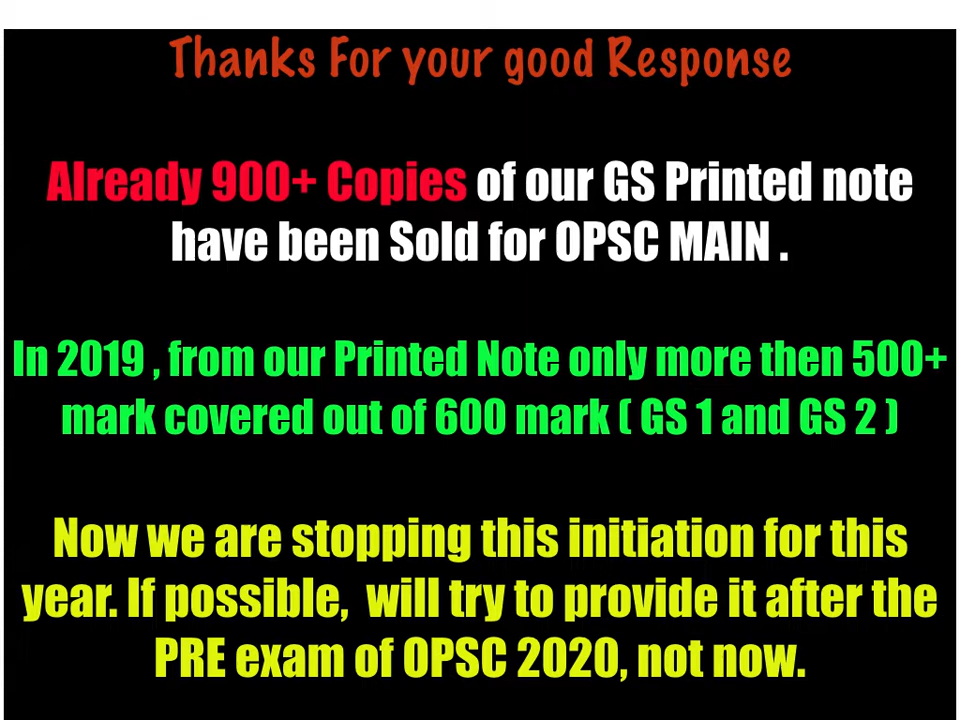 Thanks For your good Response
Already 900+ Copies of our GS Printed note
have been Sold for OPSC MAIN .
In 2019 , from our Printed Note only more then 500+
mark covered out of 600 mark ( GS 1 and GS 2 )
Now we are stopping this initiation for this
year. If possible, will try to provide it after the
PRE exam of OPSC 2020, not now.